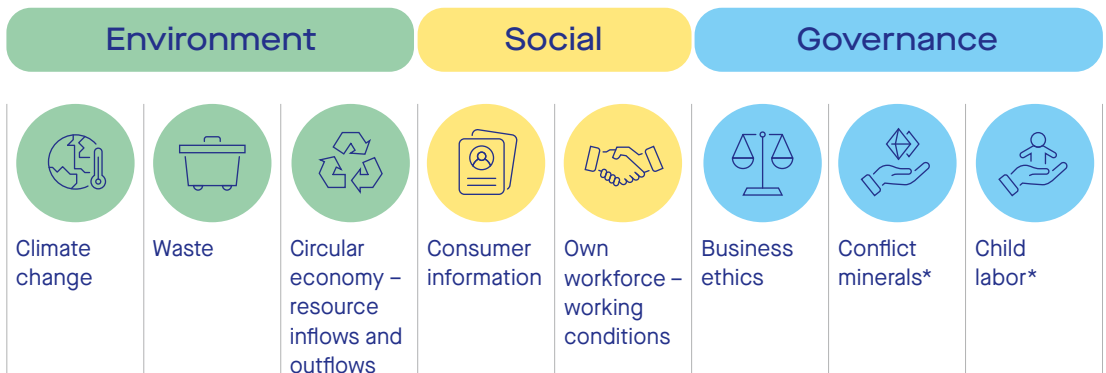 Environment
Social
Governance
Climate
change
Waste
Circular
economy –
resource
inflows and
outflows
Consumer
information
Own
workforce –
working
conditions
Business
ethics
Conflict
minerals*
Child
labor*